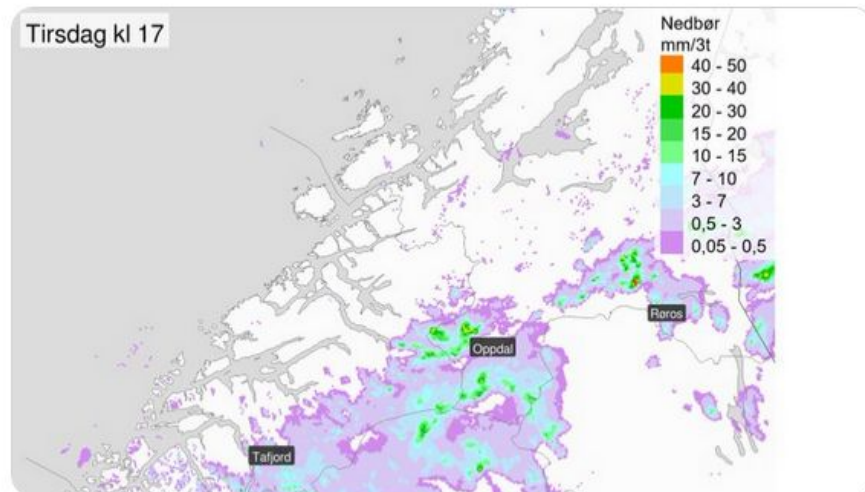 Tirsdag kl 17
Nedbør
mm/3t
40 - 50
30 - 40
20 - 30
15 - 20
10 - 15
7 - 10
3 - 7
0,5 - 3
0,05 - 0,5
Røros
Oppdal
Tafjord